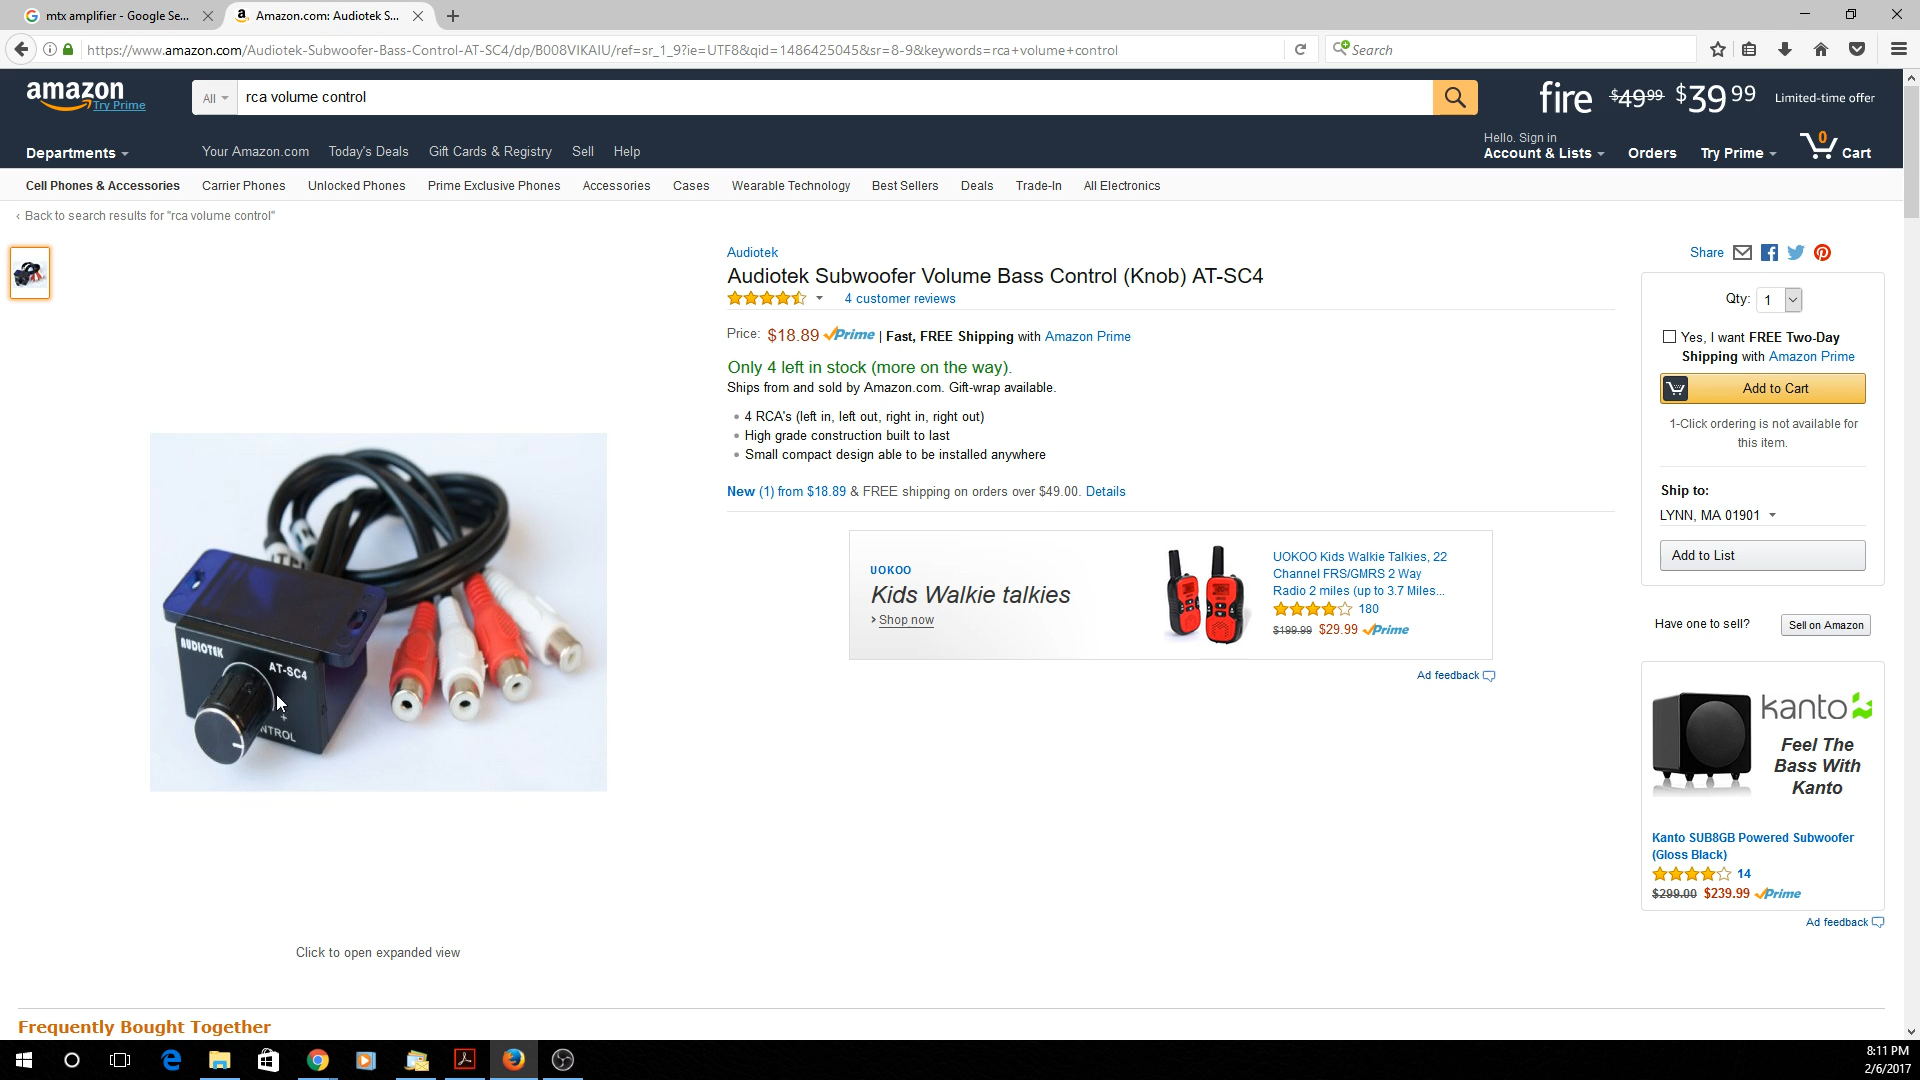 mtx amplifier - Google Se...
Amazon.com: Audiotek S...
https://www.amazon.com/Audiotek-Subwoofer-Bass-Control-AT-SC4/dp/B008VIKAIU/ref=sr_1_9?ie=UTF8&qid=1486425045&sr=8-9&keywords=rca+volume+control
Search
amazon
Try Prime
All
rca volume control
fire $49.99 $39.99 Limited-time offer
Departments
Your Amazon.com Today's Deals Gift Cards & Registry Sell Help
Hello. Sign in
Account & Lists
Orders
Try Prime
0
Cart
Cell Phones & Accessories Carrier Phones Unlocked Phones Prime Exclusive Phones Accessories Cases Wearable Technology Best Sellers Deals Trade-In All Electronics
‹ Back to search results for "rca volume control"
AUDIOTEK
AT-SC4
NTROL
Click to open expanded view
Audiotek
Audiotek Subwoofer Volume Bass Control (Knob) AT-SC4
4 customer reviews
Price: $18.89 Prime | Fast, FREE Shipping with Amazon Prime
Only 4 left in stock (more on the way).
Ships from and sold by Amazon.com. Gift-wrap available.
4 RCA's (left in, left out, right in, right out)
High grade construction built to last
Small compact design able to be installed anywhere
New (1) from $18.89 & FREE shipping on orders over $49.00. Details
UOKOO
Kids Walkie talkies
› Shop now
UOKOO Kids Walkie Talkies, 22
Channel FRS/GMRS 2 Way
Radio 2 miles (up to 3.7 Miles...
180
$199.99 $29.99 Prime
Ad feedback
Share
Qty: 1
Yes, I want FREE Two-Day
Shipping with Amazon Prime
Add to Cart
1-Click ordering is not available for
this item.
Ship to:
LYNN, MA 01901
Add to List
Have one to sell?
Sell on Amazon
kanto
Feel The
Bass With
Kanto
Kanto SUB8GB Powered Subwoofer
(Gloss Black)
14
$299.00 $239.99 Prime
Ad feedback
Frequently Bought Together
8:11 PM
2/6/2017